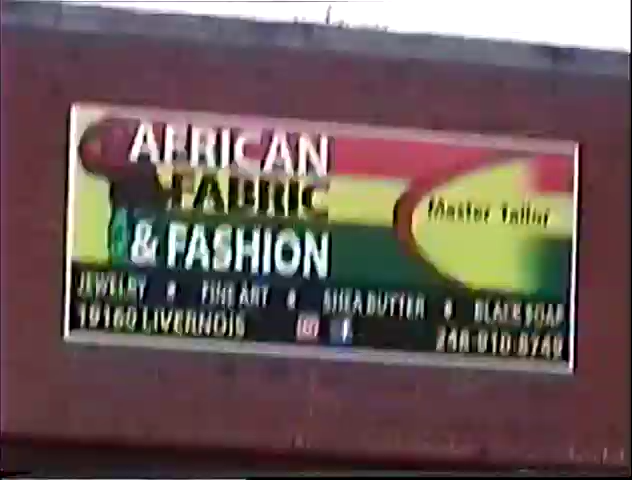 AFRICAN
FABRIC
& FASHION
Master Tailor
JEWELRY * FINE ART * SHEA BUTTER * BLACK SOAP
19160 LIVERNOIS